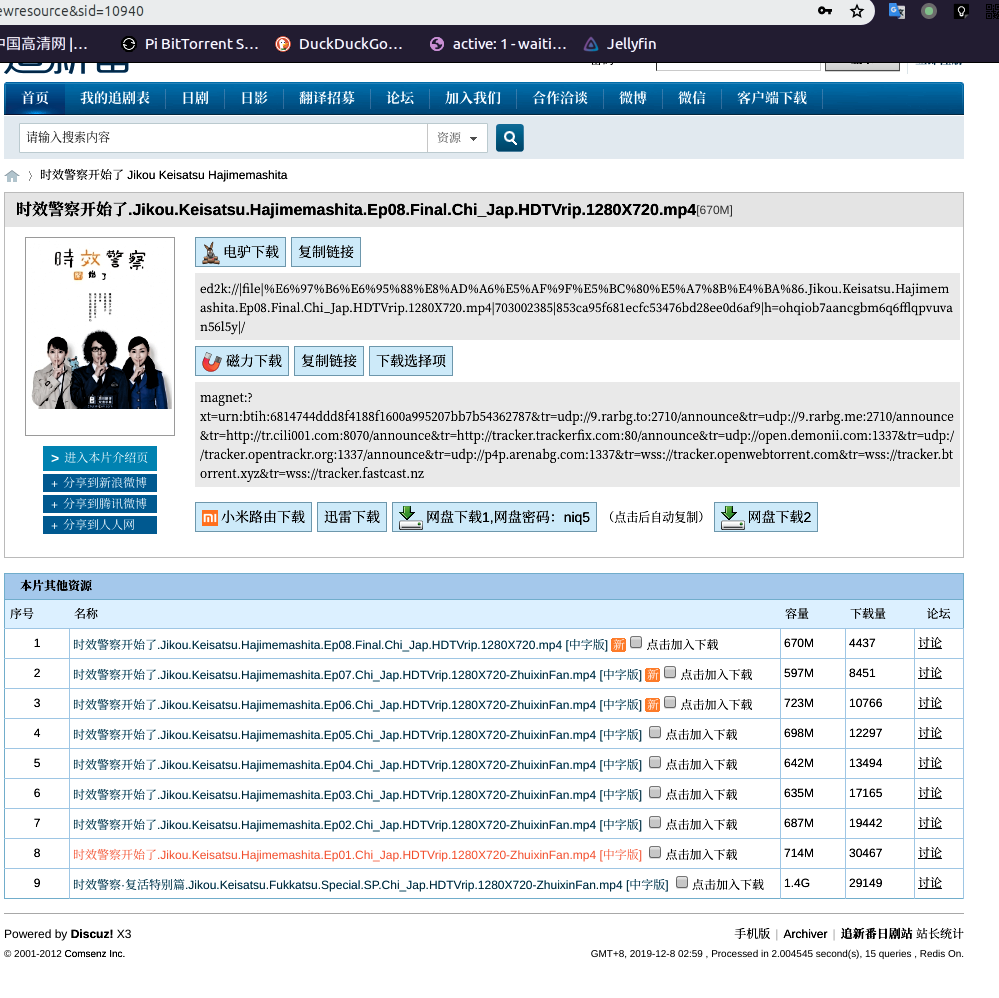 ewresource&sid=10940
中国高清网 |...
Pi BitTorrent S...
DuckDuckGo...
active: 1 - waiti...
Jellyfin
追新番
首页 我的追剧表 日剧 日影 翻译招募 论坛 加入我们 合作洽谈 微博 微信 客户端下载
请输入搜索内容 资源
时效警察开始了 Jikou Keisatsu Hajimemashita
时效警察开始了.Jikou.Keisatsu.Hajimemashita.Ep08.Final.Chi_Jap.HDTVrip.1280X720.mp4[670M]
時效警察
始了
电驴下载 复制链接
ed2k://|file|%E6%97%B6%E6%95%88%E8%AD%A6%E5%AF%9F%E5%BC%80%E5%A7%8B%E4%BA%86.Jikou.Keisatsu.Hajimem
ashita.Ep08.Final.Chi_Jap.HDTVrip.1280X720.mp4|703002385|853ca95f681ecfc53476bd28ee0d6af9|h=ohqiob7aancgbm6q6fflqpvuva
n56l5y|/
磁力下载 复制链接 下载选择项
magnet:?
xt=urn:btih:6814744ddd8f4188f1600a995207bb7b54362787&tr=udp://9.rarbg.to:2710/announce&tr=udp://9.rarbg.me:2710/announce
&tr=http://tr.cili001.com:8070/announce&tr=http://tracker.trackerfix.com:80/announce&tr=udp://open.demonii.com:1337&tr=udp:/
/tracker.opentrackr.org:1337/announce&tr=udp://p4p.arenabg.com:1337&tr=wss://tracker.openwebtorrent.com&tr=wss://tracker.bt
orrent.xyz&tr=wss://tracker.fastcast.nz
> 进入本片介绍页
+ 分享到新浪微博
+ 分享到腾讯微博
+ 分享到人人网
小米路由下载 迅雷下载 网盘下载1,网盘密码：niq5 （点击后自动复制） 网盘下载2
本片其他资源
序号 名称 容量 下载量 论坛
1 时效警察开始了.Jikou.Keisatsu.Hajimemashita.Ep08.Final.Chi_Jap.HDTVrip.1280X720.mp4 [中字版] 新 点击加入下载 670M 4437 讨论
2 时效警察开始了.Jikou.Keisatsu.Hajimemashita.Ep07.Chi_Jap.HDTVrip.1280X720-ZhuixinFan.mp4 [中字版] 新 点击加入下载 597M 8451 讨论
3 时效警察开始了.Jikou.Keisatsu.Hajimemashita.Ep06.Chi_Jap.HDTVrip.1280X720-ZhuixinFan.mp4 [中字版] 新 点击加入下载 723M 10766 讨论
4 时效警察开始了.Jikou.Keisatsu.Hajimemashita.Ep05.Chi_Jap.HDTVrip.1280X720-ZhuixinFan.mp4 [中字版] 点击加入下载 698M 12297 讨论
5 时效警察开始了.Jikou.Keisatsu.Hajimemashita.Ep04.Chi_Jap.HDTVrip.1280X720-ZhuixinFan.mp4 [中字版] 点击加入下载 642M 13494 讨论
6 时效警察开始了.Jikou.Keisatsu.Hajimemashita.Ep03.Chi_Jap.HDTVrip.1280X720-ZhuixinFan.mp4 [中字版] 点击加入下载 635M 17165 讨论
7 时效警察开始了.Jikou.Keisatsu.Hajimemashita.Ep02.Chi_Jap.HDTVrip.1280X720-ZhuixinFan.mp4 [中字版] 点击加入下载 687M 19442 讨论
8 时效警察开始了.Jikou.Keisatsu.Hajimemashita.Ep01.Chi_Jap.HDTVrip.1280X720-ZhuixinFan.mp4 [中字版] 点击加入下载 714M 30467 讨论
9 时效警察·复活特别篇.Jikou.Keisatsu.Fukkatsu.Special.SP.Chi_Jap.HDTVrip.1280X720-ZhuixinFan.mp4 [中字版] 点击加入下载 1.4G 29149 讨论
Powered by Discuz! X3 手机版 | Archiver | 追新番日剧站 站长统计
© 2001-2012 Comsenz Inc. GMT+8, 2019-12-8 02:59 , Processed in 2.004545 second(s), 15 queries , Redis On.